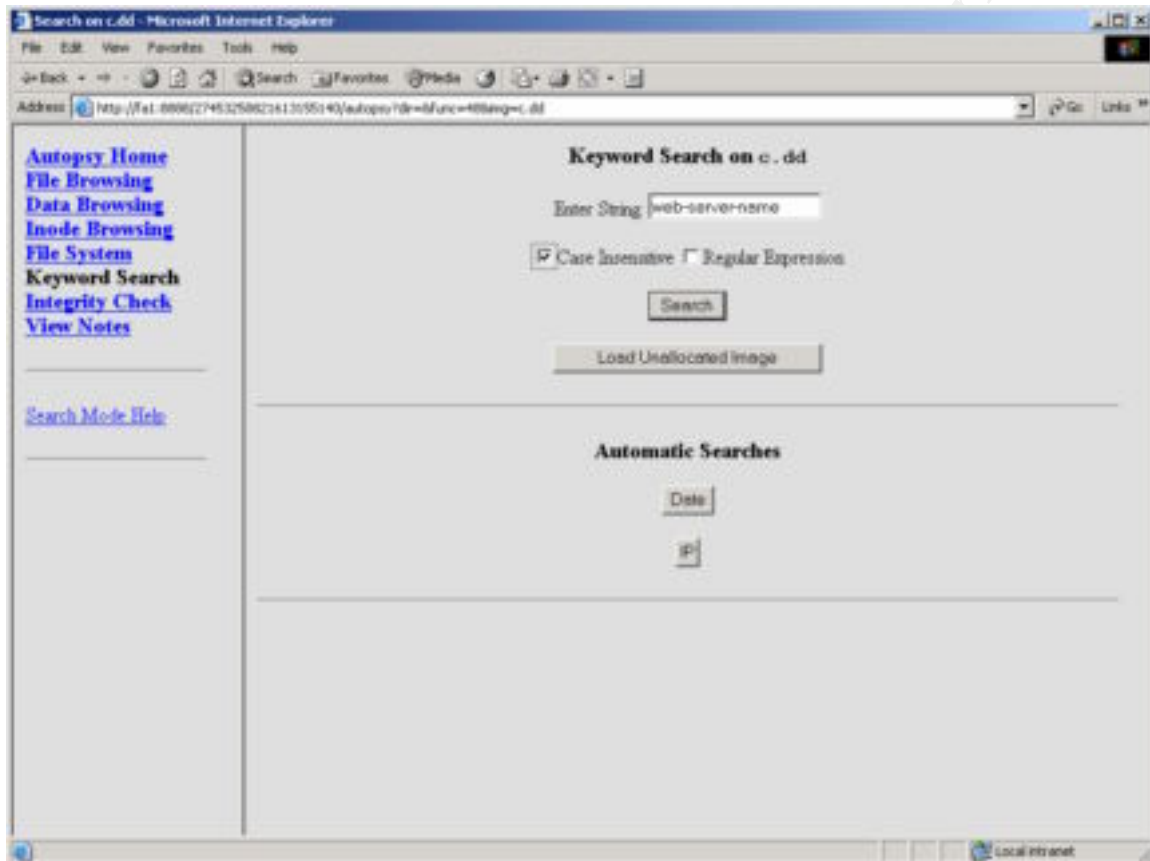 Search on c.dd - Microsoft Internet Explorer
File Edit View Favorites Tools Help
Back Search Favorites Media
Address Go Links
Autopsy Home
File Browsing
Data Browsing
Inode Browsing
File System
Keyword Search
Integrity Check
View Notes
Search Mode Help
Keyword Search on c.dd
Enter String web-server-name
Case Insensitive Regular Expression
Search
Load Unallocated Image
Automatic Searches
Date
IP
Local intranet